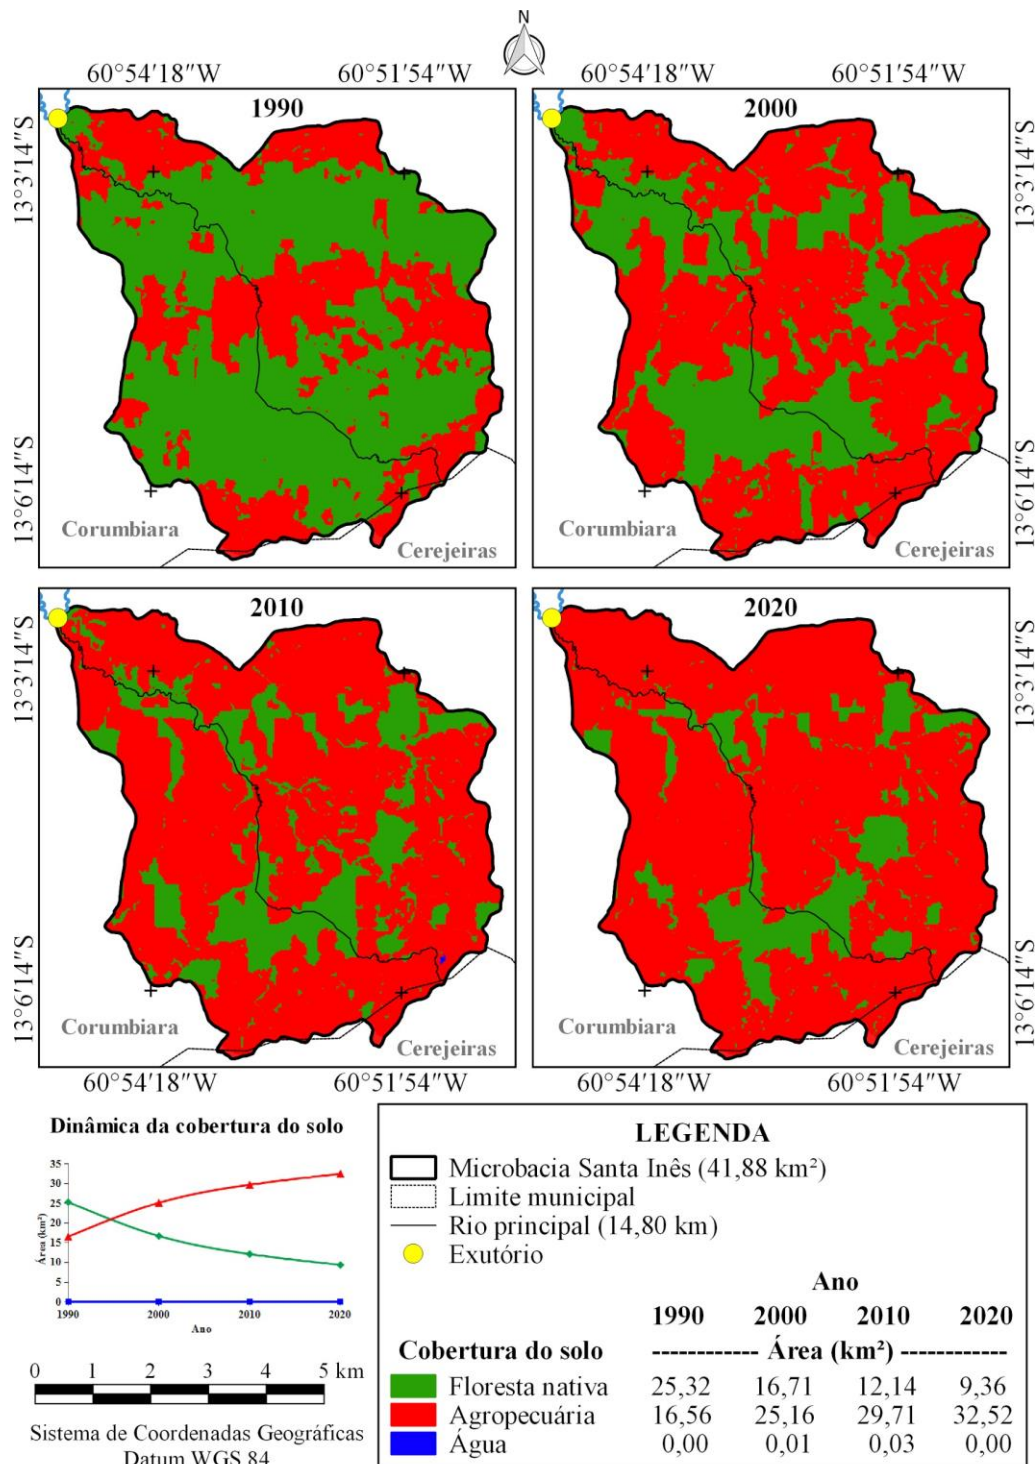 N
60°54'18"W 60°51'54"W 60°54'18"W 60°51'54"W
1990
2000
13°3'14"S
13°3'14"S
13°6'14"S
13°6'14"S
Corumbiara
Cerejeiras
Corumbiara
Cerejeiras
2010
2020
13°3'14"S
13°3'14"S
13°6'14"S
13°6'14"S
Corumbiara
Cerejeiras
Corumbiara
Cerejeiras
60°54'18"W 60°51'54"W 60°54'18"W 60°51'54"W
Dinâmica da cobertura do solo
Área (km²)
35
30
25
20
15
10
5
0
1990 2000 2010 2020
Ano
0 1 2 3 4 5 km
Sistema de Coordenadas Geográficas
Datum WGS 84
LEGENDA
Microbacia Santa Inês (41,88 km²)
Limite municipal
Rio principal (14,80 km)
Exutório
Ano
1990 2000 2010 2020
Cobertura do solo ------------ Área (km²) ------------
Floresta nativa 25,32 16,71 12,14 9,36
Agropecuária 16,56 25,16 29,71 32,52
Água 0,00 0,01 0,03 0,00